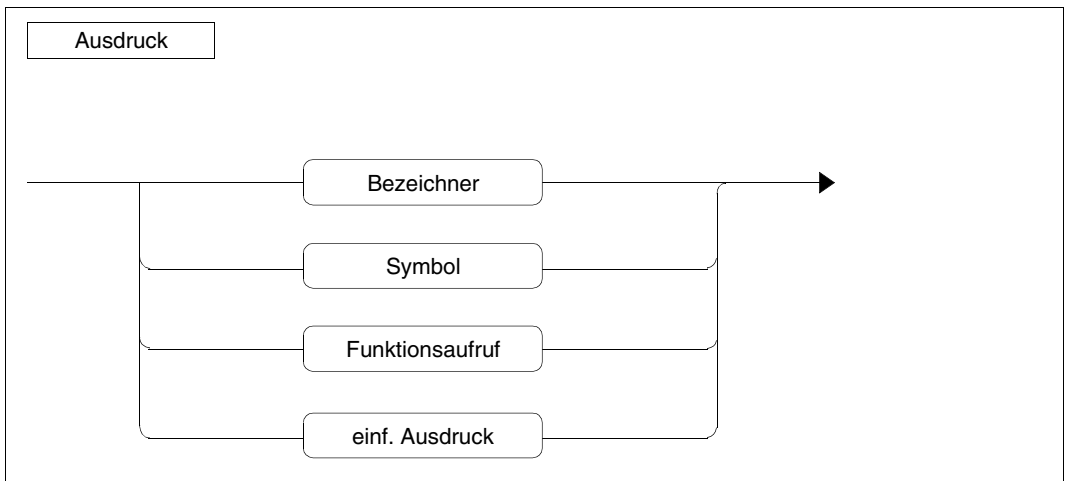 Ausdruck
Bezeichner
Symbol
Funktionsaufruf
einf. Ausdruck